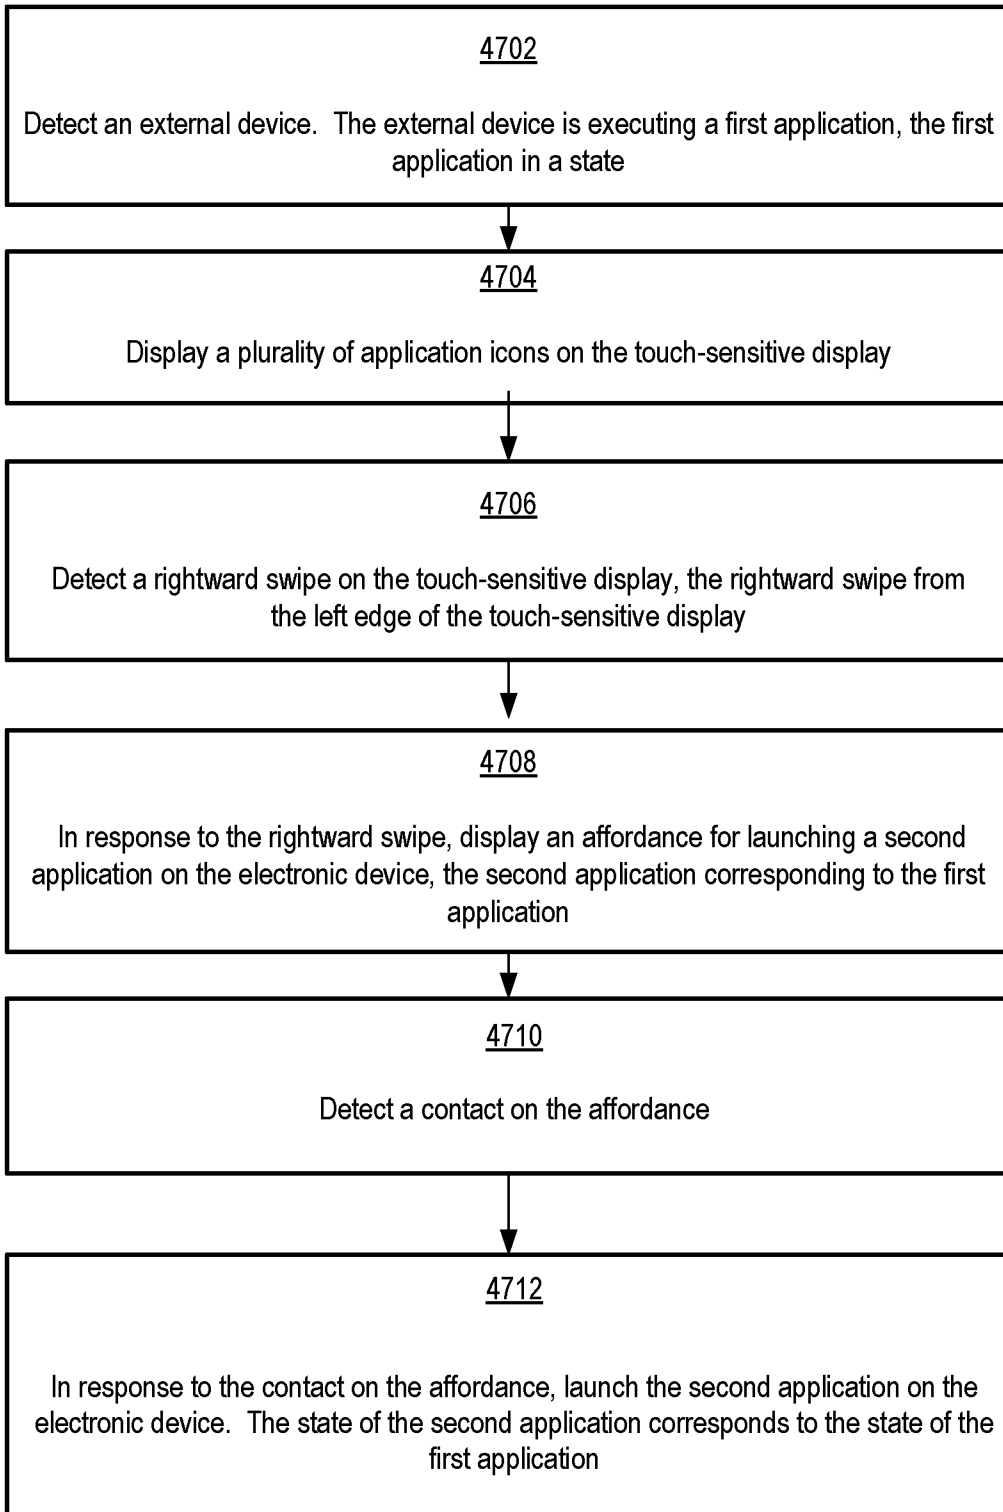 4702
Detect an external device.  The external device is executing a first application, the first
application in a state
4704
Display a plurality of application icons on the touch-sensitive display
4706
Detect a rightward swipe on the touch-sensitive display, the rightward swipe from
the left edge of the touch-sensitive display
4708
In response to the rightward swipe, display an affordance for launching a second
application on the electronic device, the second application corresponding to the first
application
4710
Detect a contact on the affordance
4712
In response to the contact on the affordance, launch the second application on the
electronic device.  The state of the second application corresponds to the state of the
first application